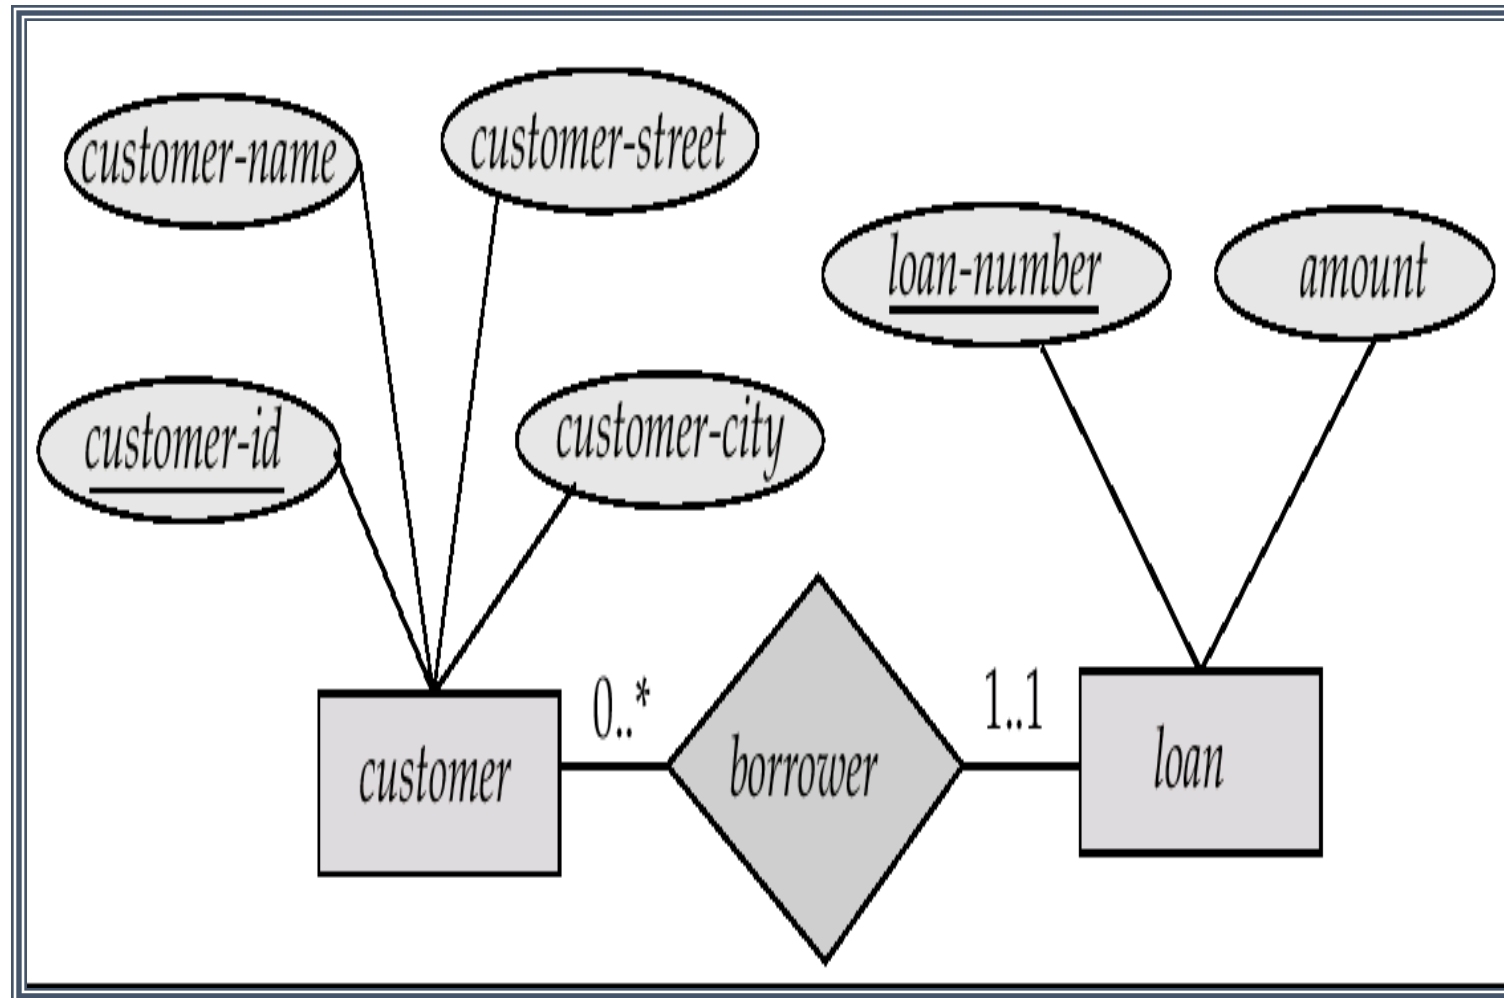 customer-name
customer-street
loan-number
amount
customer-id
customer-city
0..*
1..1
customer
borrower
loan